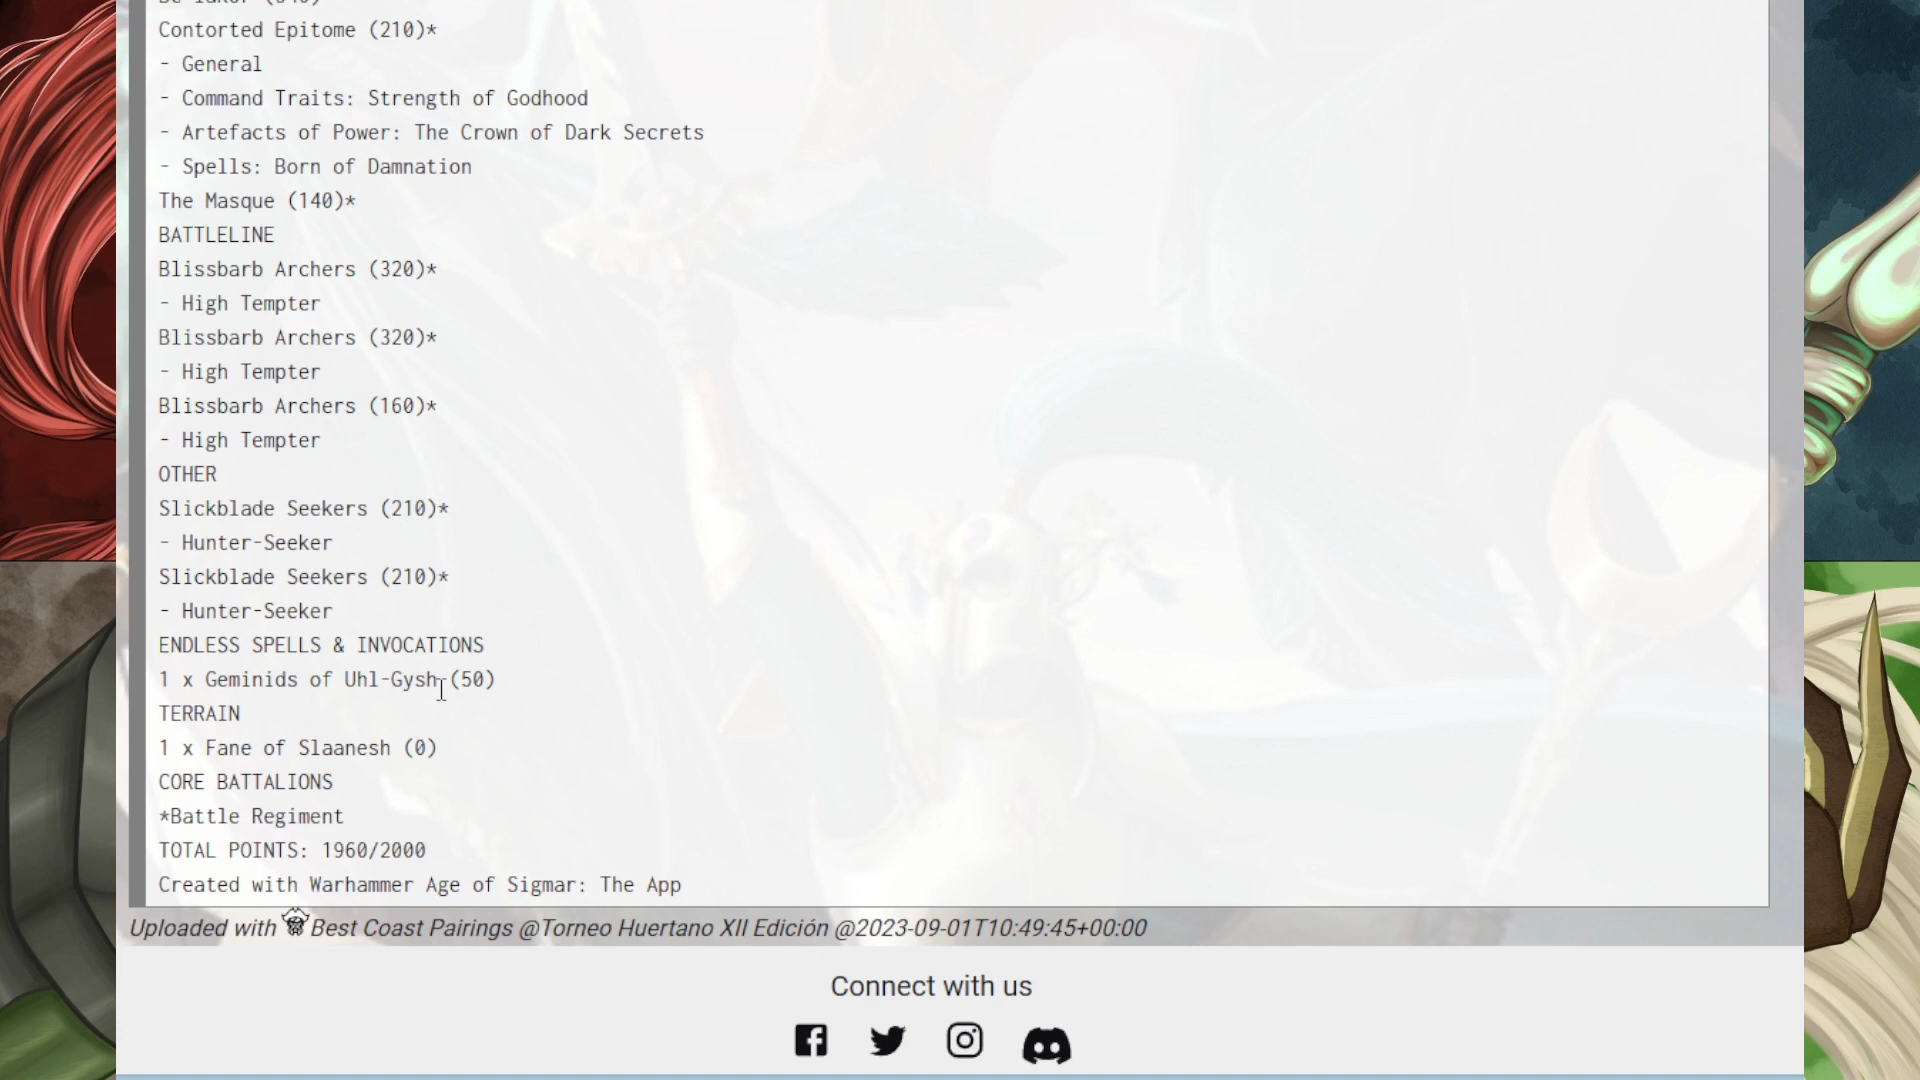 Contorted Epitome (210)*
- General
- Command Traits: Strength of Godhood
- Artefacts of Power: The Crown of Dark Secrets
- Spells: Born of Damnation
The Masque (140)*
BATTLELINE
Blissbarb Archers (320)*
- High Tempter
Blissbarb Archers (320)*
- High Tempter
Blissbarb Archers (160)*
- High Tempter
OTHER
Slickblade Seekers (210)*
- Hunter-Seeker
Slickblade Seekers (210)*
- Hunter-Seeker
ENDLESS SPELLS & INVOCATIONS
1 x Geminids of Uhl-Gysh (50)
TERRAIN
1 x Fane of Slaanesh (0)
CORE BATTALIONS
*Battle Regiment
TOTAL POINTS: 1960/2000
Created with Warhammer Age of Sigmar: The App
Uploaded with Best Coast Pairings @Torneo Huertano XII Edición @2023-09-01T10:49:45+00:00
Connect with us